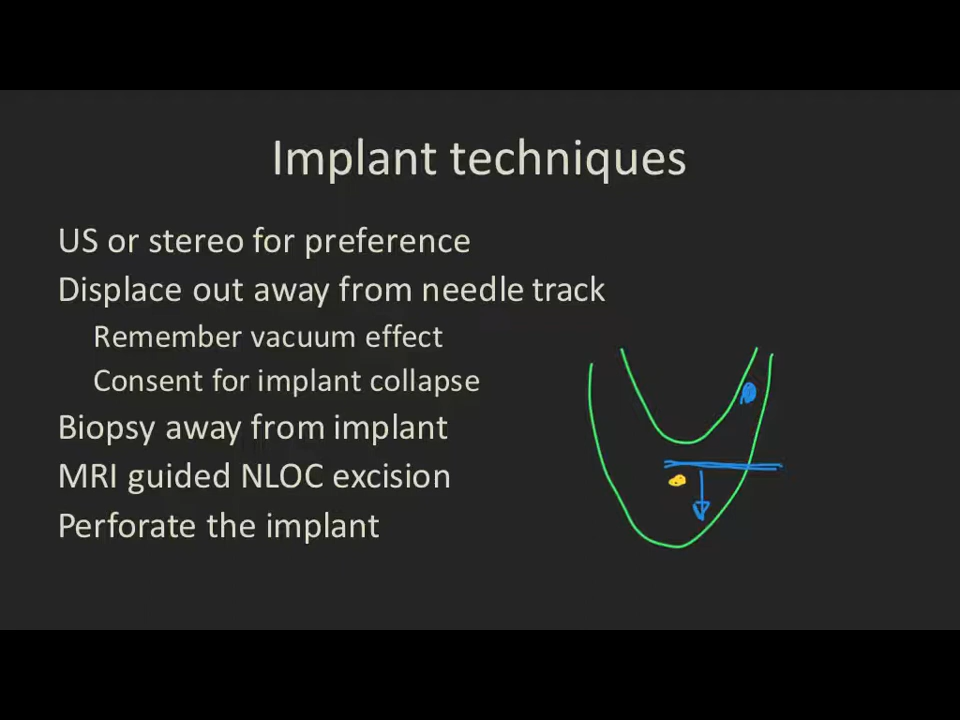 Implant techniques
US or stereo for preference
Displace out away from needle track
Remember vacuum effect
Consent for implant collapse
Biopsy away from implant
MRI guided NLOC excision
Perforate the implant